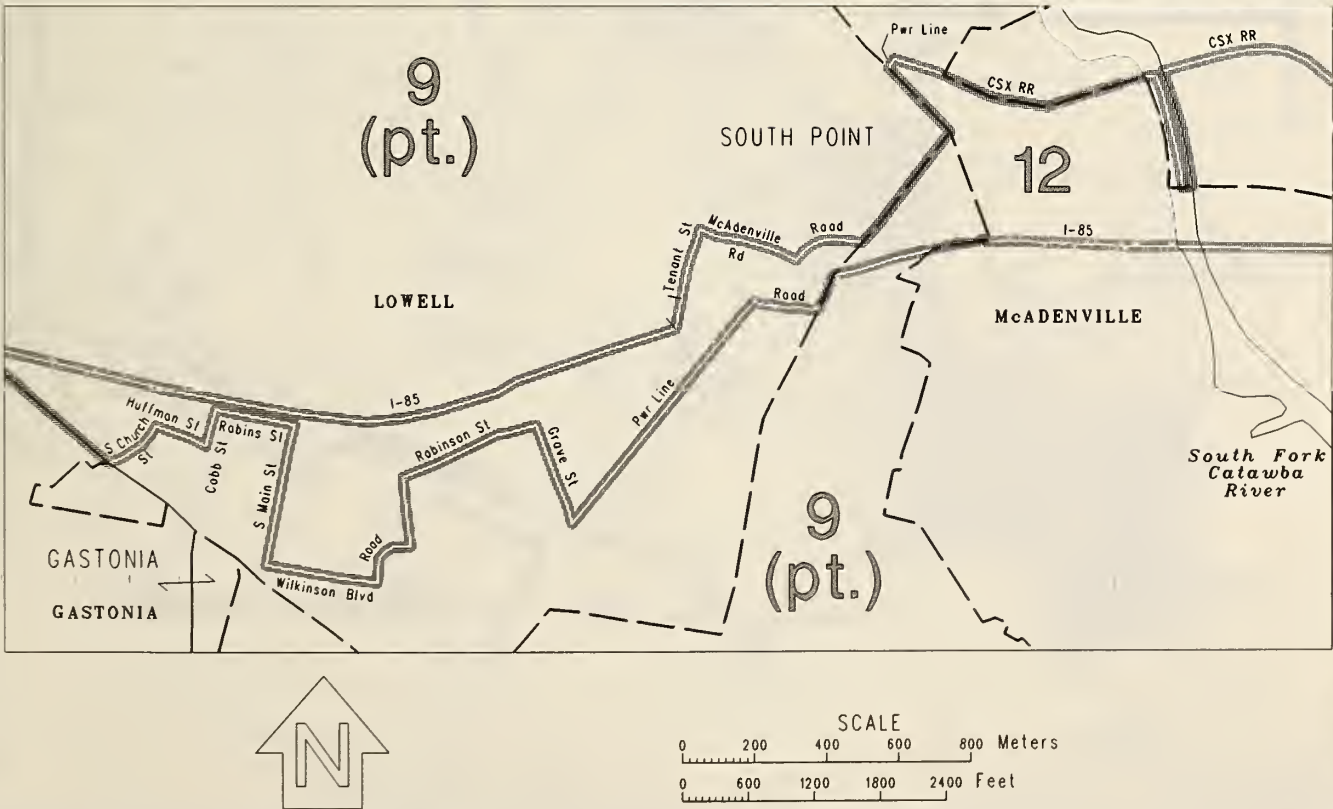 Pwr Line
CSX RR
CSX RR
9
(pt.)
SOUTH POINT
12
Tenant St
McAdenville
Rd
Road
I-85
LOWELL
Road
McADENVILLE
I-85
Pwr Line
S Church
St
Huffman St
Robins St
Cobb St
S Main St
Robinson St
Grove St
Road
Wilkinson Blvd
South Fork
Catawba
River
9
(pt.)
GASTONIA
GASTONIA
N
SCALE
0 200 400 600 800 Meters
0 600 1200 1800 2400 Feet